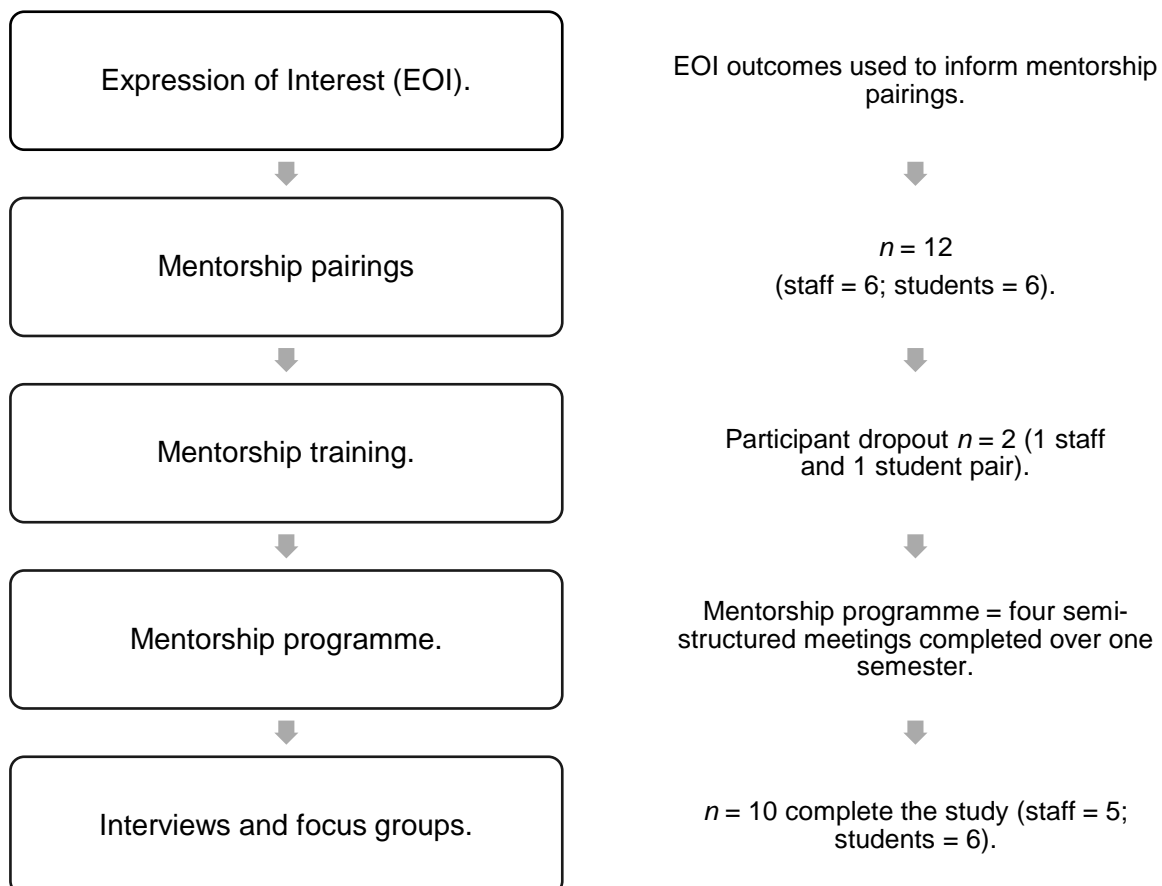 Expression of Interest (EOI).
EOI outcomes used to inform mentorship
pairings.
Mentorship pairings
n = 12
(staff = 6; students = 6).
Mentorship training.
Participant dropout n = 2 (1 staff
and 1 student pair).
Mentorship programme.
Mentorship programme = four semi-
structured meetings completed over one
semester.
Interviews and focus groups.
n = 10 complete the study (staff = 5;
students = 6).